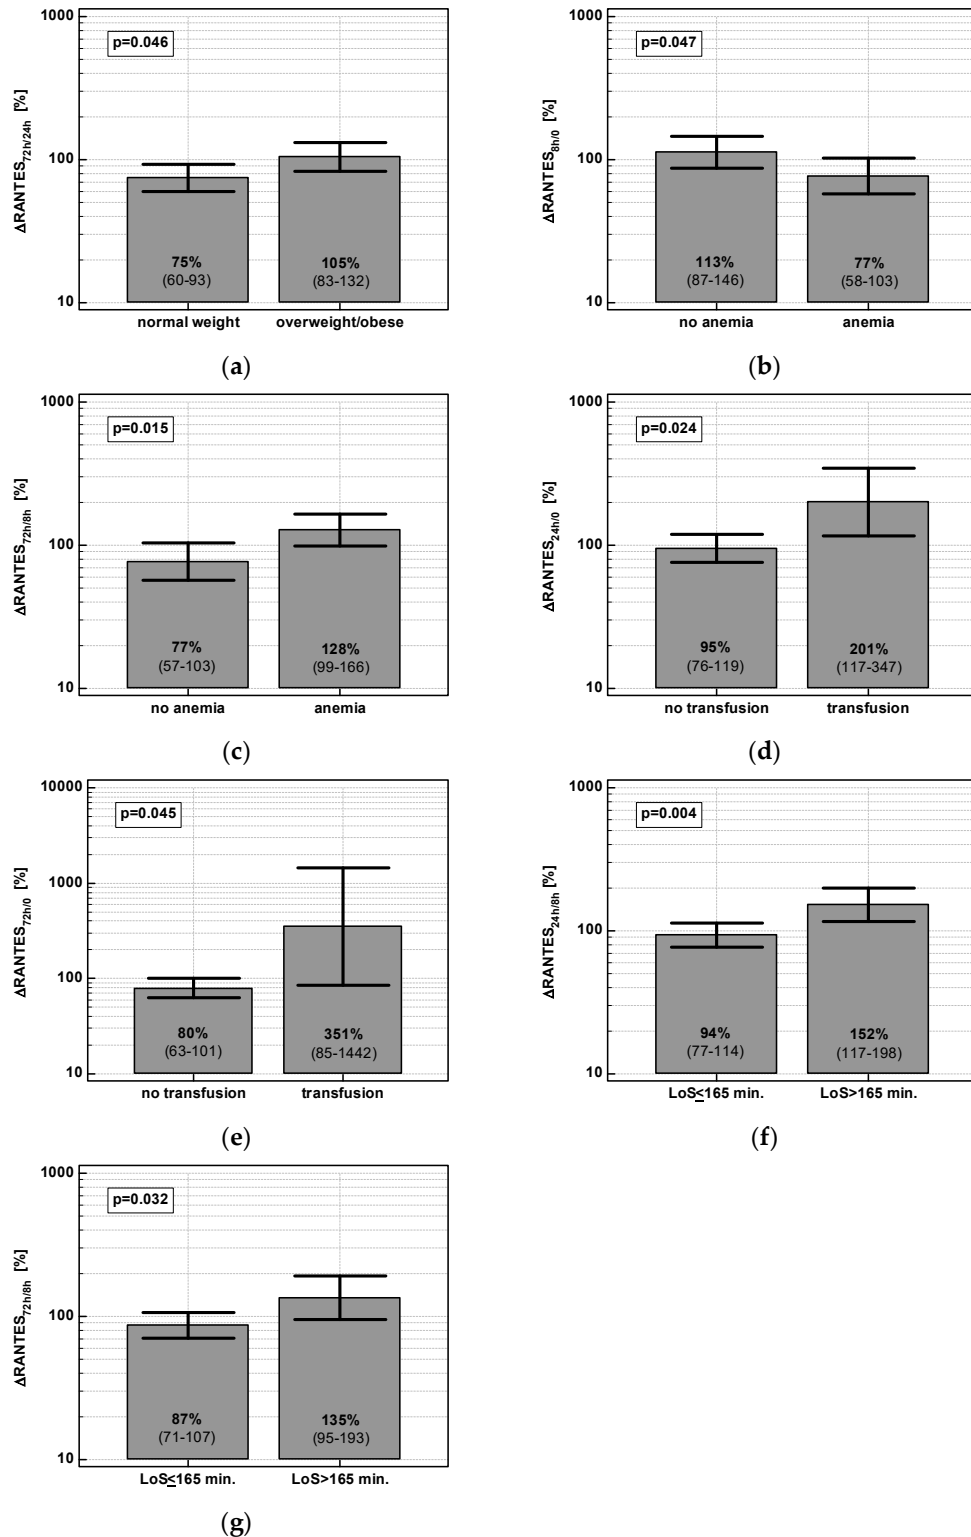 1000
p=0.046
ΔRANTES72h/24h [%]
100
75%
105%
(60-93)
(83-132)
10
normal weight
overweight/obese
(a)
1000
p=0.047
ΔRANTES8h/0 [%]
100
113%
77%
(87-146)
(58-103)
10
no anemia
anemia
(b)
1000
p=0.015
ΔRANTES72h/8h [%]
100
77%
128%
(57-103)
(99-166)
10
no anemia
anemia
(c)
1000
p=0.024
ΔRANTES24h/0 [%]
100
95%
201%
(76-119)
(117-347)
10
no transfusion
transfusion
(d)
10000
p=0.045
1000
ΔRANTES72h/0 [%]
100
80%
351%
(63-101)
(85-1442)
10
no transfusion
transfusion
(e)
1000
p=0.004
ΔRANTES24h/8h [%]
100
94%
152%
(77-114)
(117-198)
10
LoS≤165 min.
LoS>165 min.
(f)
1000
p=0.032
ΔRANTES72h/8h [%]
100
87%
135%
(71-107)
(95-193)
10
LoS≤165 min.
LoS>165 min.
(g)